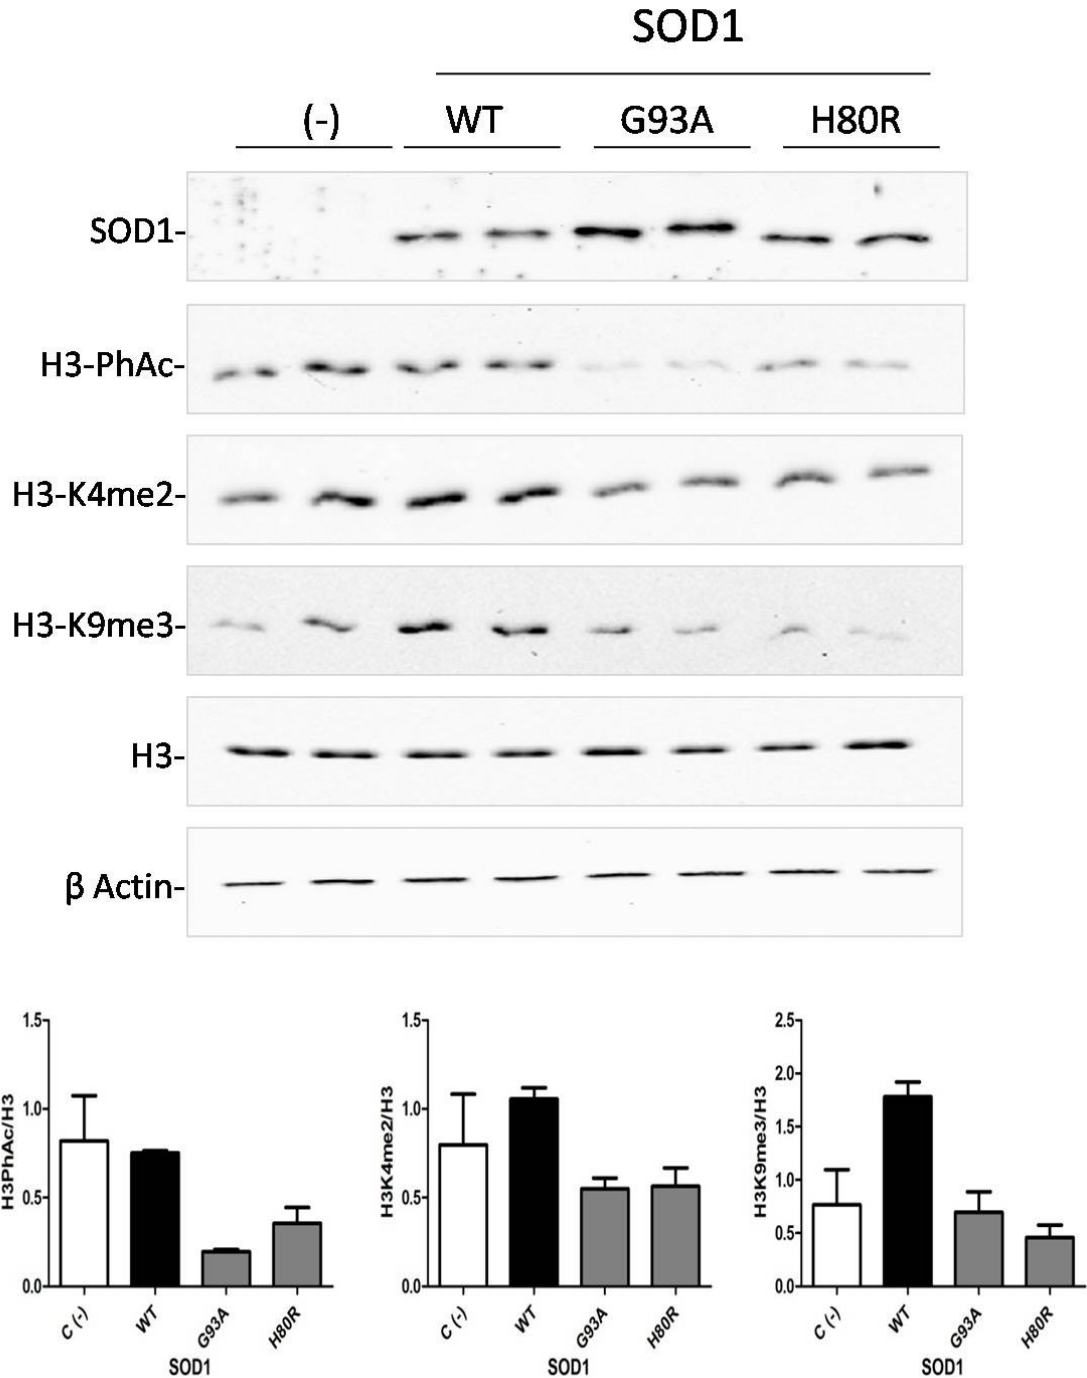 SOD1
(-) WT G93A H80R
SOD1-
H3-PhAc-
H3-K4me2-
H3-K9me3-
H3-
β Actin-
H3PhAc/H3
1.5
1.0
0.5
0.0
C (-) WT G93A H80R
SOD1
H3K4me2/H3
1.5
1.0
0.5
0.0
C (-) WT G93A H80R
SOD1
H3K9me3/H3
2.5
2.0
1.5
1.0
0.5
0.0
C (-) WT G93A H80R
SOD1